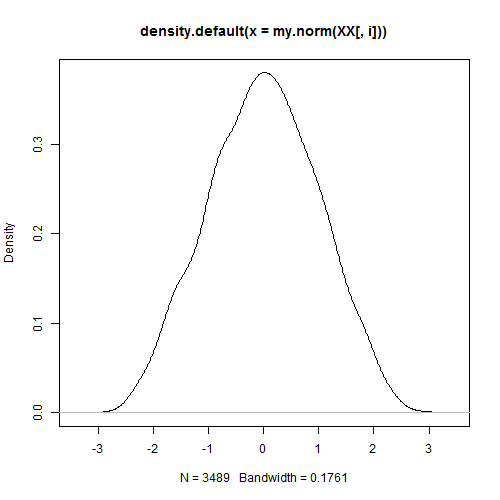 density.default(x = my.norm(XX[, i]))
Density
0.3
0.2
0.1
0.0
-3 -2 -1 0 1 2 3
N = 3489 Bandwidth = 0.1761